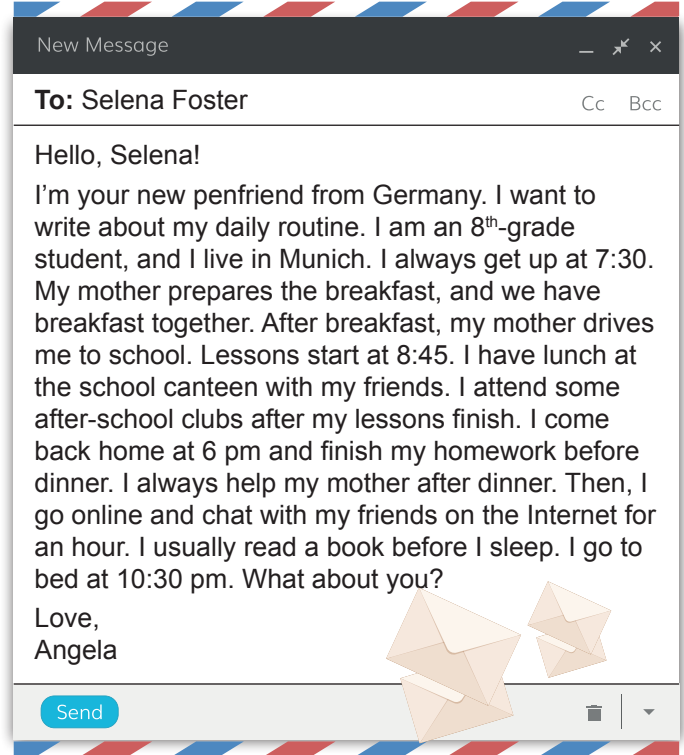 New Message
To: Selena Foster
Cc Bcc
Hello, Selena!
I'm your new penfriend from Germany. I want to
write about my daily routine. I am an 8th-grade
student, and I live in Munich. I always get up at 7:30.
My mother prepares the breakfast, and we have
breakfast together. After breakfast, my mother drives
me to school. Lessons start at 8:45. I have lunch at
the school canteen with my friends. I attend some
after-school clubs after my lessons finish. I come
back home at 6 pm and finish my homework before
dinner. I always help my mother after dinner. Then, I
go online and chat with my friends on the Internet for
an hour. I usually read a book before I sleep. I go to
bed at 10:30 pm. What about you?
Love,
Angela
Send